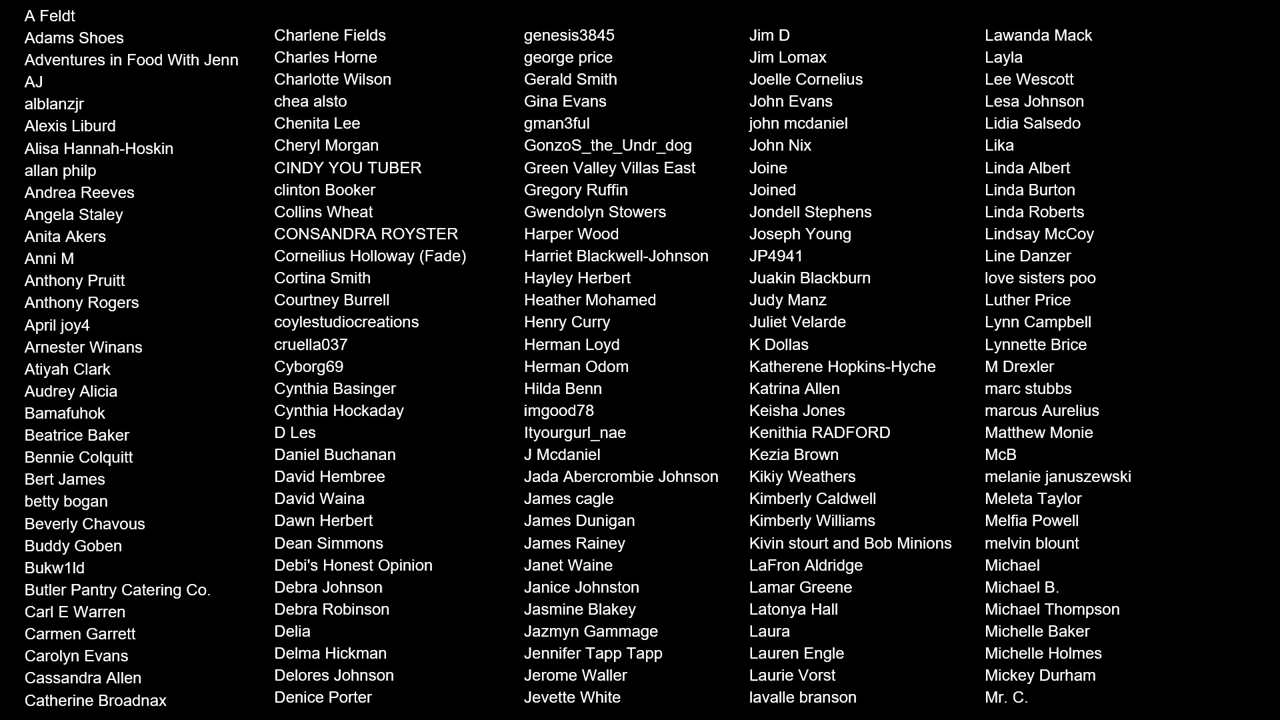 A Feldt
Adams Shoes
Adventures in Food With Jenn
AJ
alblanzjr
Alexis Liburd
Alisa Hannah-Hoskin
allan philp
Andrea Reeves
Angela Staley
Anita Akers
Anni M
Anthony Pruitt
Anthony Rogers
April joy4
Arnester Winans
Atiyah Clark
Audrey Alicia
Bamafuhok
Beatrice Baker
Bennie Colquitt
Bert James
betty bogan
Beverly Chavous
Buddy Goben
Bukw1ld
Butler Pantry Catering Co.
Carl E Warren
Carmen Garrett
Carolyn Evans
Cassandra Allen
Catherine Broadnax
Charlene Fields
Charles Horne
Charlotte Wilson
chea alsto
Chenita Lee
Cheryl Morgan
CINDY YOU TUBER
clinton Booker
Collins Wheat
CONSANDRA ROYSTER
Corneilius Holloway (Fade)
Cortina Smith
Courtney Burrell
coylestudiocreations
cruella037
Cyborg69
Cynthia Basinger
Cynthia Hockaday
D Les
Daniel Buchanan
David Hembree
David Waina
Dawn Herbert
Dean Simmons
Debi's Honest Opinion
Debra Johnson
Debra Robinson
Delia
Delma Hickman
Delores Johnson
Denice Porter
genesis3845
george price
Gerald Smith
Gina Evans
gman3ful
GonzoS_the_Undr_dog
Green Valley Villas East
Gregory Ruffin
Gwendolyn Stowers
Harper Wood
Harriet Blackwell-Johnson
Hayley Herbert
Heather Mohamed
Henry Curry
Herman Loyd
Herman Odom
Hilda Benn
imgood78
Ityourgurl_nae
J Mcdaniel
Jada Abercrombie Johnson
James cagle
James Dunigan
James Rainey
Janet Waine
Janice Johnston
Jasmine Blakey
Jazmyn Gammage
Jennifer Tapp Tapp
Jerome Waller
Jevette White
Jim D
Jim Lomax
Joelle Cornelius
John Evans
john mcdaniel
John Nix
Joine
Joined
Jondell Stephens
Joseph Young
JP4941
Juakin Blackburn
Judy Manz
Juliet Velarde
K Dollas
Katherene Hopkins-Hyche
Katrina Allen
Keisha Jones
Kenithia RADFORD
Kezia Brown
Kikiy Weathers
Kimberly Caldwell
Kimberly Williams
Kivin stourt and Bob Minions
LaFron Aldridge
Lamar Greene
Latonya Hall
Laura
Lauren Engle
Laurie Vorst
lavalle branson
Lawanda Mack
Layla
Lee Wescott
Lesa Johnson
Lidia Salsedo
Lika
Linda Albert
Linda Burton
Linda Roberts
Lindsay McCoy
Line Danzer
love sisters poo
Luther Price
Lynn Campbell
Lynnette Brice
M Drexler
marc stubbs
marcus Aurelius
Matthew Monie
McB
melanie januszewski
Meleta Taylor
Melfia Powell
melvin blount
Michael
Michael B.
Michael Thompson
Michelle Baker
Michelle Holmes
Mickey Durham
Mr. C.